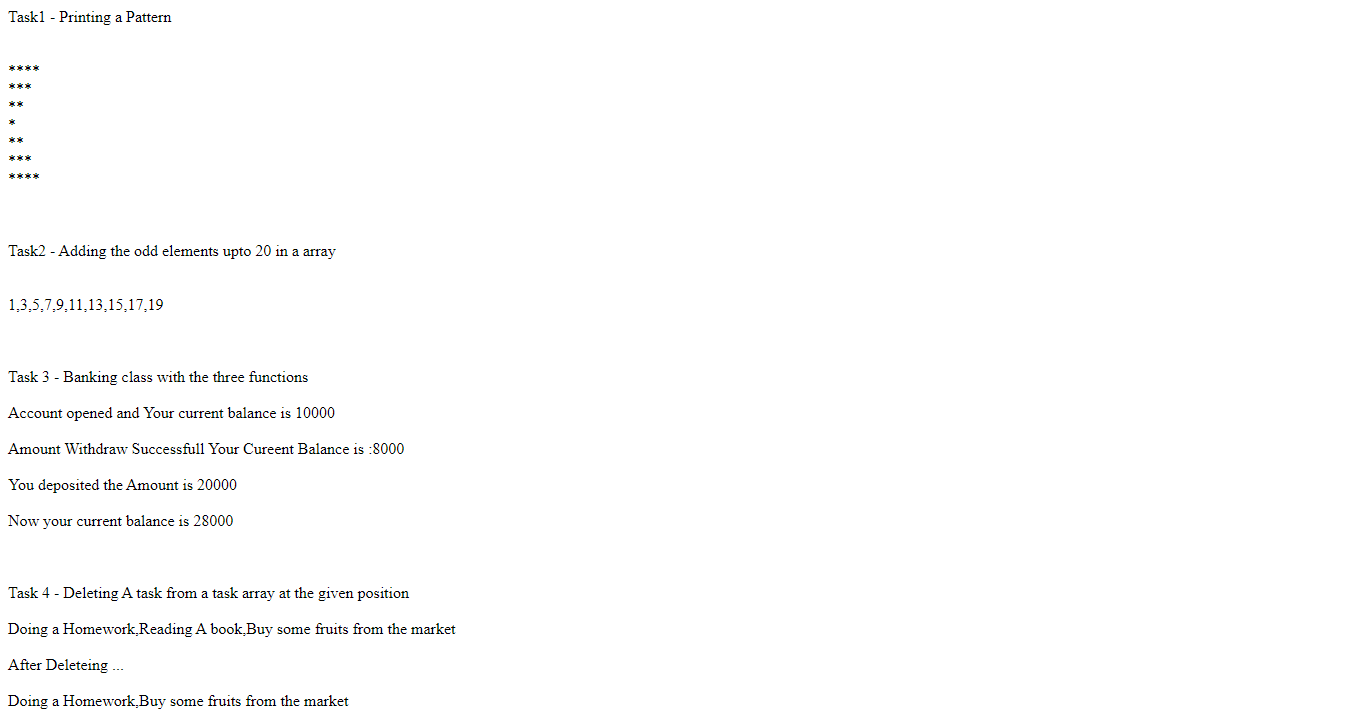 Task1 - Printing a Pattern
****
***
**
*
**
***
****
Task2 - Adding the odd elements upto 20 in a array
1,3,5,7,9,11,13,15,17,19
Task 3 - Banking class with the three functions
Account opened and Your current balance is 10000
Amount Withdraw Successfull Your Cureent Balance is :8000
You deposited the Amount is 20000
Now your current balance is 28000
Task 4 - Deleting A task from a task array at the given position
Doing a Homework,Reading A book,Buy some fruits from the market
After Deleteing ...
Doing a Homework,Buy some fruits from the market